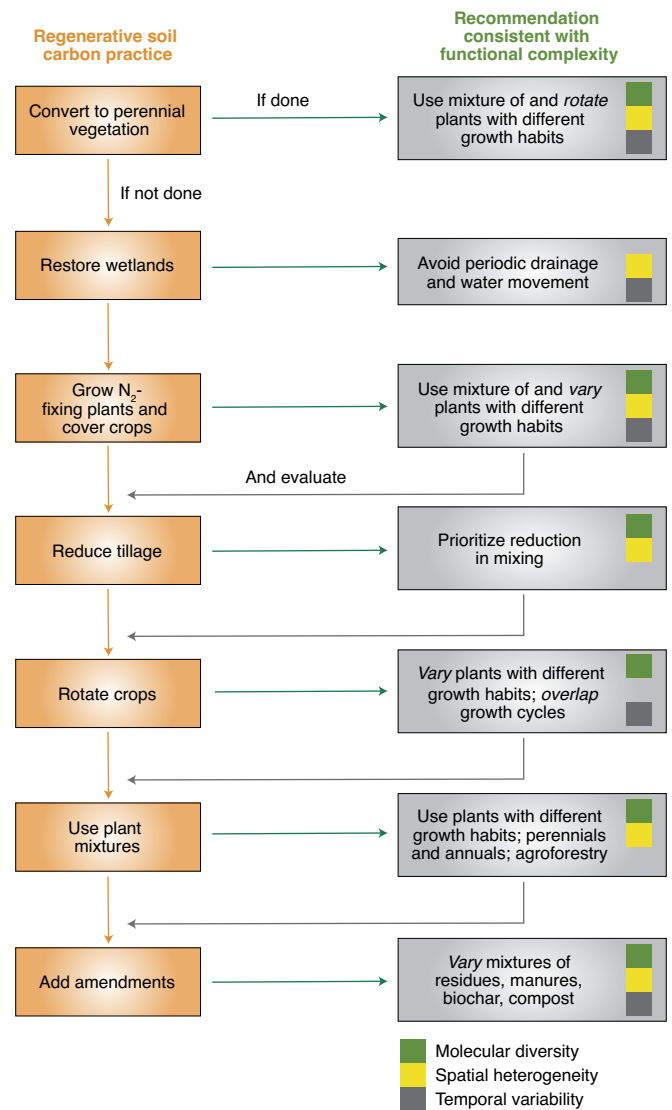 Regenerative soil
carbon practice
Recommendation
consistent with
functional complexity
Convert to perennial
vegetation
If done
Use mixture of and rotate
plants with different
growth habits
If not done
Restore wetlands
Avoid periodic drainage
and water movement
Grow N₂-
fixing plants and
cover crops
Use mixture of and vary
plants with different
growth habits
And evaluate
Reduce tillage
Prioritize reduction
in mixing
Rotate crops
Vary plants with different
growth habits; overlap
growth cycles
Use plant
mixtures
Use plants with different
growth habits; perennials
and annuals; agroforestry
Add amendments
Vary mixtures of
residues, manures,
biochar, compost
Molecular diversity
Spatial heterogeneity
Temporal variability